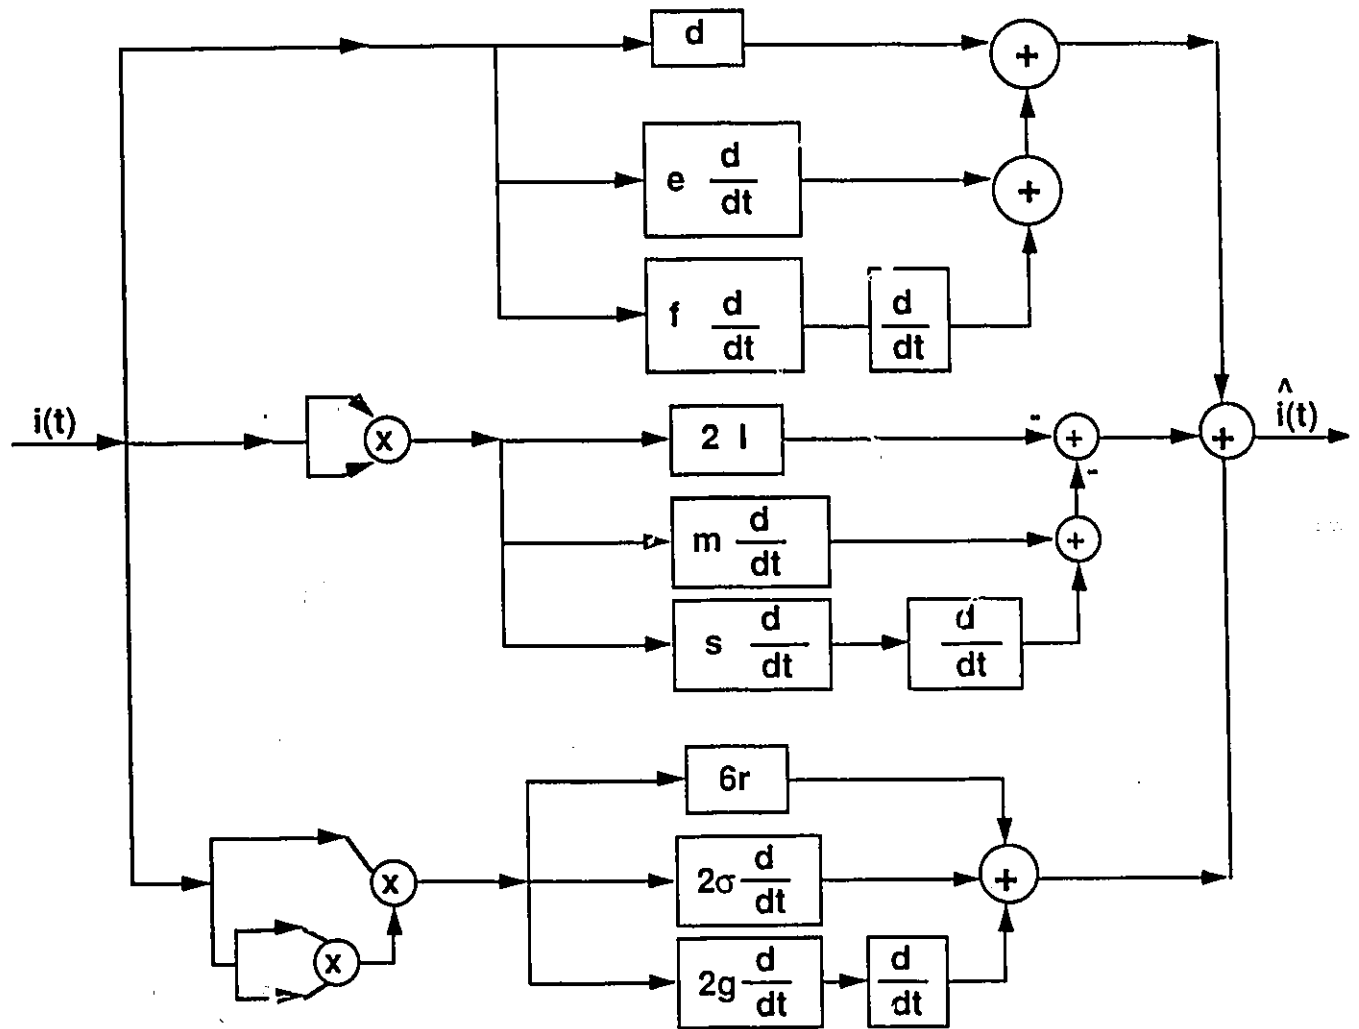 d
+
e d/dt
+
f d/dt
d/dt
i(t)
x
2 l
-
+
+
î(t)
-
m d/dt
+
s d/dt
d/dt
6r
x
2σ d/dt
+
x
2g d/dt
d/dt